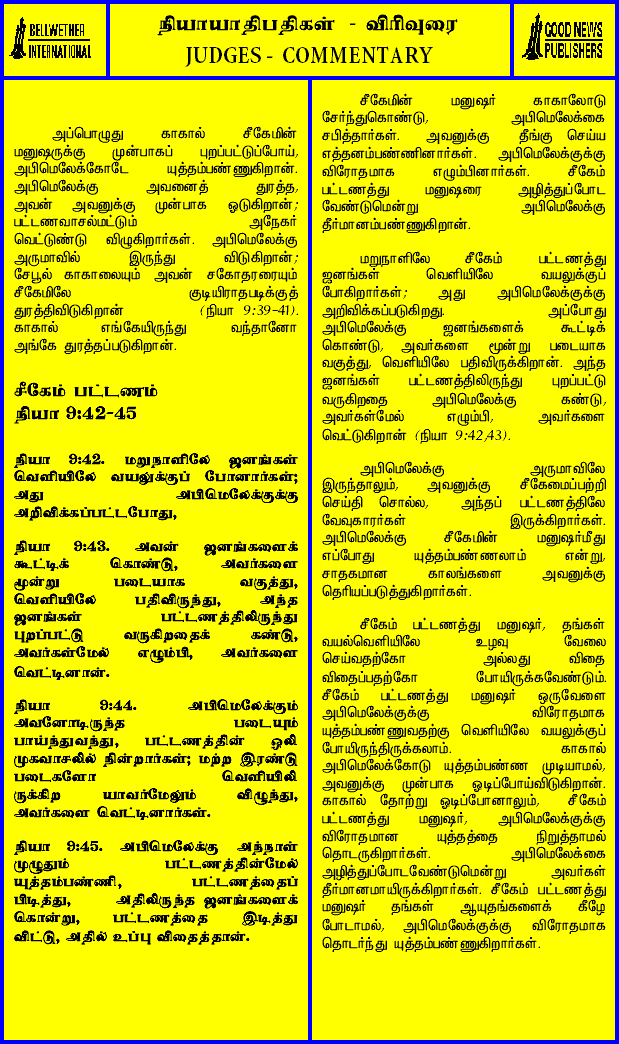 BELLWETHER
INTERNATIONAL
நியாயாதிபதிகள் - விரிவுரை
JUDGES - COMMENTARY
GOOD NEWS
PUBLISHERS
அப்பொழுது காகால் சீகேமின்
மனுஷருக்கு முன்பாகப் புறப்பட்டுப்போய்,
அபிமெலேக்கோடே யுத்தம்பண்ணுகிறான்.
அபிமெலேக்கு அவனைத் துரத்த,
அவன் அவனுக்கு முன்பாக ஓடுகிறான்;
பட்டணவாசல்மட்டும் அநேகர்
வெட்டுண்டு விழுகிறார்கள். அபிமெலேக்கு
அருமாவில் இருந்து விடுகிறான்;
சேபூல் காகாலையும் அவன் சகோதரரையும்
சீகேமிலே குடியிராதபடிக்குத்
துரத்திவிடுகிறான் (நியா 9:39-41).
காகால் எங்கேயிருந்து வந்தானோ
அங்கே துரத்தப்படுகிறான்.
சீகேம் பட்டணம்
நியா 9:42-45
நியா 9:42. மறுநாளிலே ஜனங்கள்
வெளியிலே வயலுக்குப் போனார்கள்;
அது அபிமெலேக்குக்கு
அறிவிக்கப்பட்டபோது,
நியா 9:43. அவன் ஜனங்களைக்
கூட்டிக் கொண்டு, அவர்களை
மூன்று படையாக வகுத்து,
வெளியிலே பதிவிருந்து, அந்த
ஜனங்கள் பட்டணத்திலிருந்து
புறப்பட்டு வருகிறதைக் கண்டு,
அவர்கள்மேல் எழும்பி, அவர்களை
வெட்டினான்.
நியா 9:44. அபிமெலேக்கும்
அவனோடிருந்த படையும்
பாய்ந்துவந்து, பட்டணத்தின் ஒலி
முகவாசலில் நின்றார்கள்; மற்ற இரண்டு
படைகளோ வெளியிலி
ருக்கிற யாவர்மேலும் விழுந்து,
அவர்களை வெட்டினார்கள்.
நியா 9:45. அபிமெலேக்கு அந்நாள்
முழுதும் பட்டணத்தின்மேல்
யுத்தம்பண்ணி, பட்டணத்தைப்
பிடித்து, அதிலிருந்த ஜனங்களைக்
கொன்று, பட்டணத்தை இடித்து
விட்டு, அதில் உப்பு விதைத்தான்.
சீகேமின் மனுஷர் காகாலோடு
சேர்ந்துகொண்டு, அபிமெலேக்கை
சபித்தார்கள். அவனுக்கு தீங்கு செய்ய
எத்தனம்பண்ணினார்கள். அபிமெலேக்குக்கு
விரோதமாக எழும்பினார்கள். சீகேம்
பட்டணத்து மனுஷரை அழித்துப்போட
வேண்டுமென்று அபிமெலேக்கு
தீர்மானம்பண்ணுகிறான்.
மறுநாளிலே சீகேம் பட்டணத்து
ஜனங்கள் வெளியிலே வயலுக்குப்
போகிறார்கள்; அது அபிமெலேக்குக்கு
அறிவிக்கப்படுகிறது. அப்போது
அபிமெலேக்கு ஜனங்களைக் கூட்டிக்
கொண்டு, அவர்களை மூன்று படையாக
வகுத்து, வெளியிலே பதிவிருக்கிறான். அந்த
ஜனங்கள் பட்டணத்திலிருந்து புறப்பட்டு
வருகிறதை அபிமெலேக்கு கண்டு,
அவர்கள்மேல் எழும்பி, அவர்களை
வெட்டுகிறான் (நியா 9:42,43).
அபிமெலேக்கு அருமாவிலே
இருந்தாலும், அவனுக்கு சீகேமைப்பற்றி
செய்தி சொல்ல, அந்தப் பட்டணத்திலே
வேவுகாரர்கள் இருக்கிறார்கள்.
அபிமெலேக்கு சீகேமின் மனுஷர்மீது
எப்போது யுத்தம்பண்ணலாம் என்று,
சாதகமான காலங்களை அவனுக்கு
தெரியப்படுத்துகிறார்கள்.
சீகேம் பட்டணத்து மனுஷர், தங்கள்
வயல்வெளியிலே உழவு வேலை
செய்வதற்கோ அல்லது விதை
விதைப்பதற்கோ போயிருக்கவேண்டும்.
சீகேம் பட்டணத்து மனுஷர் ஒருவேளை
அபிமெலேக்குக்கு விரோதமாக
யுத்தம்பண்ணுவதற்கு வெளியிலே வயலுக்குப்
போயிருந்திருக்கலாம். காகால்
அபிமெலேக்கோடு யுத்தம்பண்ண முடியாமல்,
அவனுக்கு முன்பாக ஓடிப்போய்விடுகிறான்.
காகால் தோற்று ஓடிப்போனாலும், சீகேம்
பட்டணத்து மனுஷர், அபிமெலேக்குக்கு
விரோதமான யுத்தத்தை நிறுத்தாமல்
தொடருகிறார்கள். அபிமெலேக்கை
அழித்துப்போடவேண்டுமென்று அவர்கள்
தீர்மானமாயிருக்கிறார்கள். சீகேம் பட்டணத்து
மனுஷர் தங்கள் ஆயுதங்களைக் கீழே
போடாமல், அபிமெலேக்குக்கு விரோதமாக
தொடர்ந்து யுத்தம்பண்ணுகிறார்கள்.